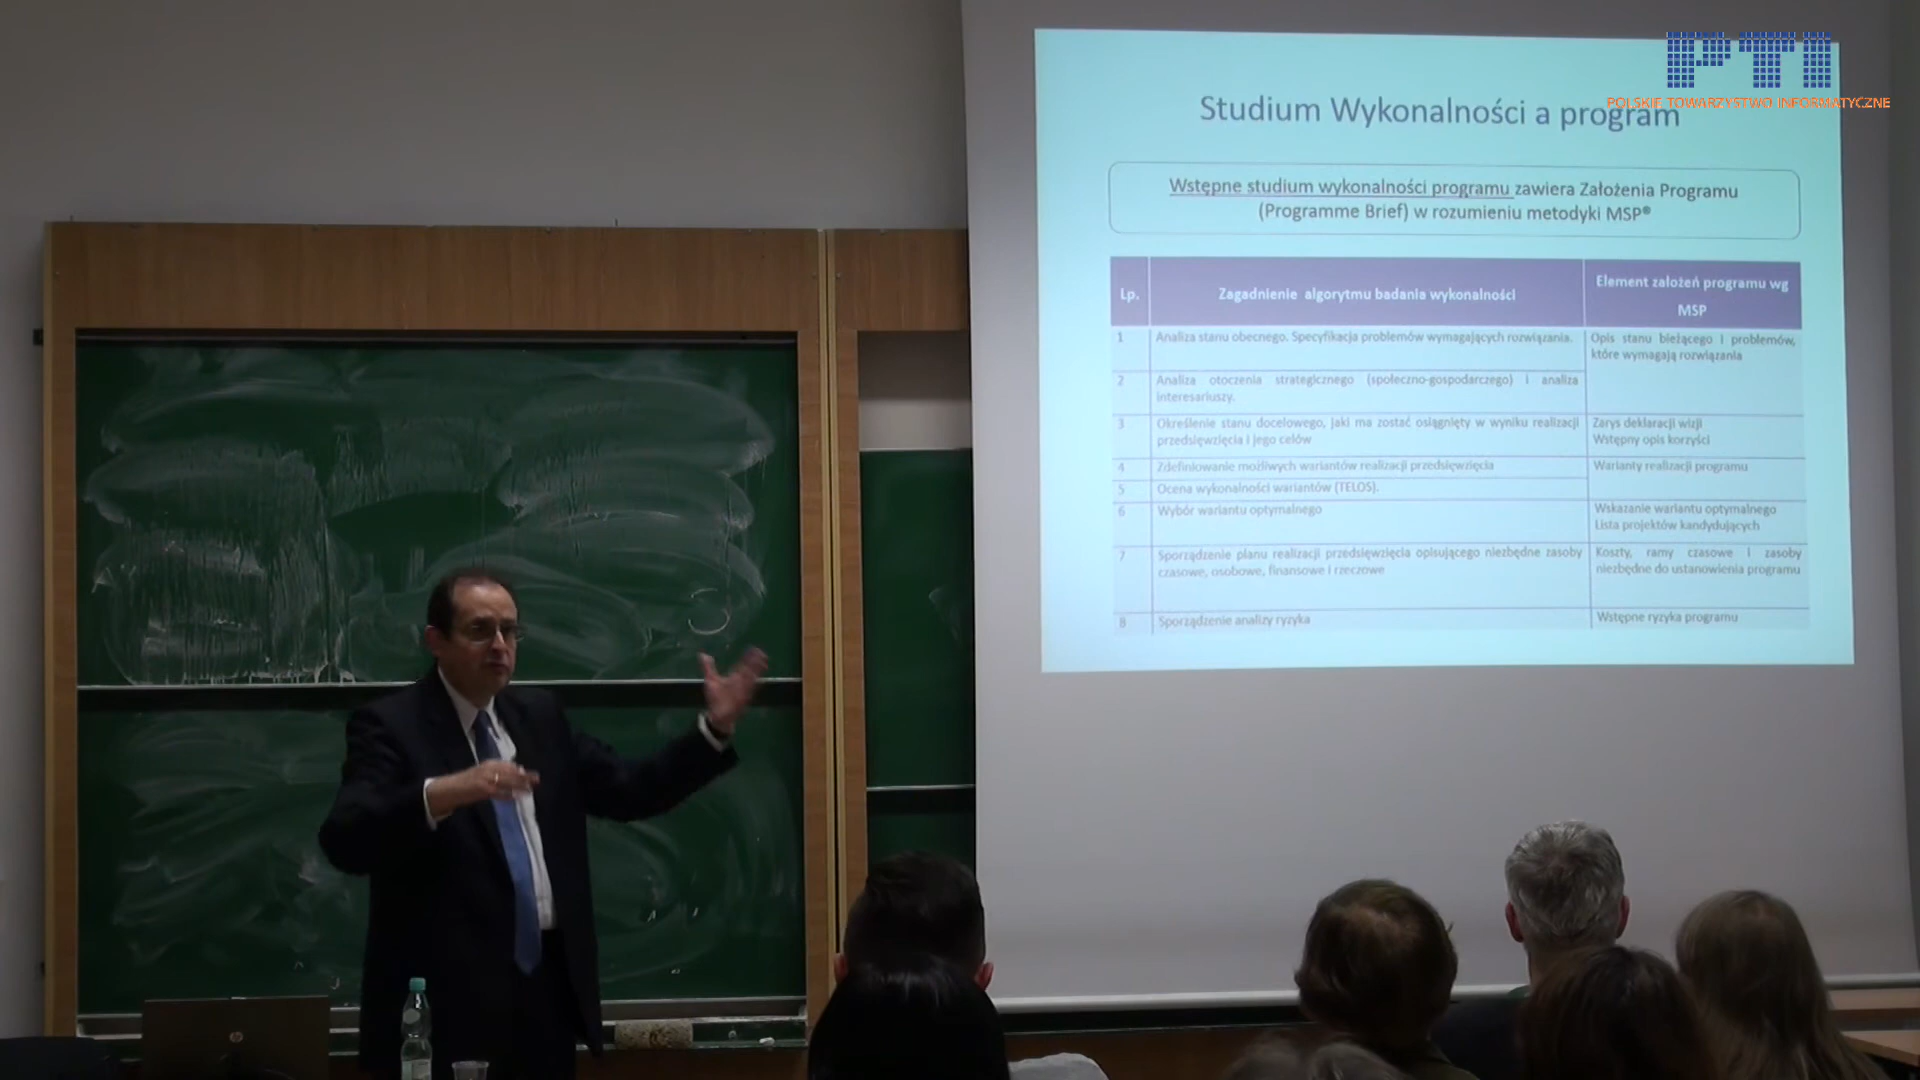 PTI
POLSKIE TOWARZYSTWO INFORMATYCZNE
Studium Wykonalności a program
Wstępne studium wykonalności programu zawiera Założenia Programu
(Programme Brief) w rozumieniu metodyki MSP®
Lp.
Zagadnienie algorytmu badania wykonalności
Element założeń programu wg
MSP
1
Analiza stanu obecnego. Specyfikacja problemów wymagających rozwiązania.
Opis stanu bieżącego i problemów,
które wymagają rozwiązania
2
Analiza otoczenia strategicznego (społeczno-gospodarczego) i analiza
interesariuszy.
3
Określenie stanu docelowego, jaki ma zostać osiągnięty w wyniku realizacji
przedsięwzięcia i jego celów
Zarys deklaracji wizji
Wstępny opis korzyści
4
Zdefiniowanie możliwych wariantów realizacji przedsięwzięcia
Warianty realizacji programu
5
Ocena wykonalności wariantów (TELOS).
6
Wybór wariantu optymalnego
Wskazanie wariantu optymalnego
Lista projektów kandydujących
7
Sporządzenie planu realizacji przedsięwzięcia opisującego niezbędne zasoby
czasowe, osobowe, finansowe i rzeczowe
Koszty, ramy czasowe i zasoby
niezbędne do ustanowienia programu
8
Sporządzenie analizy ryzyka
Wstępne ryzyka programu
hp